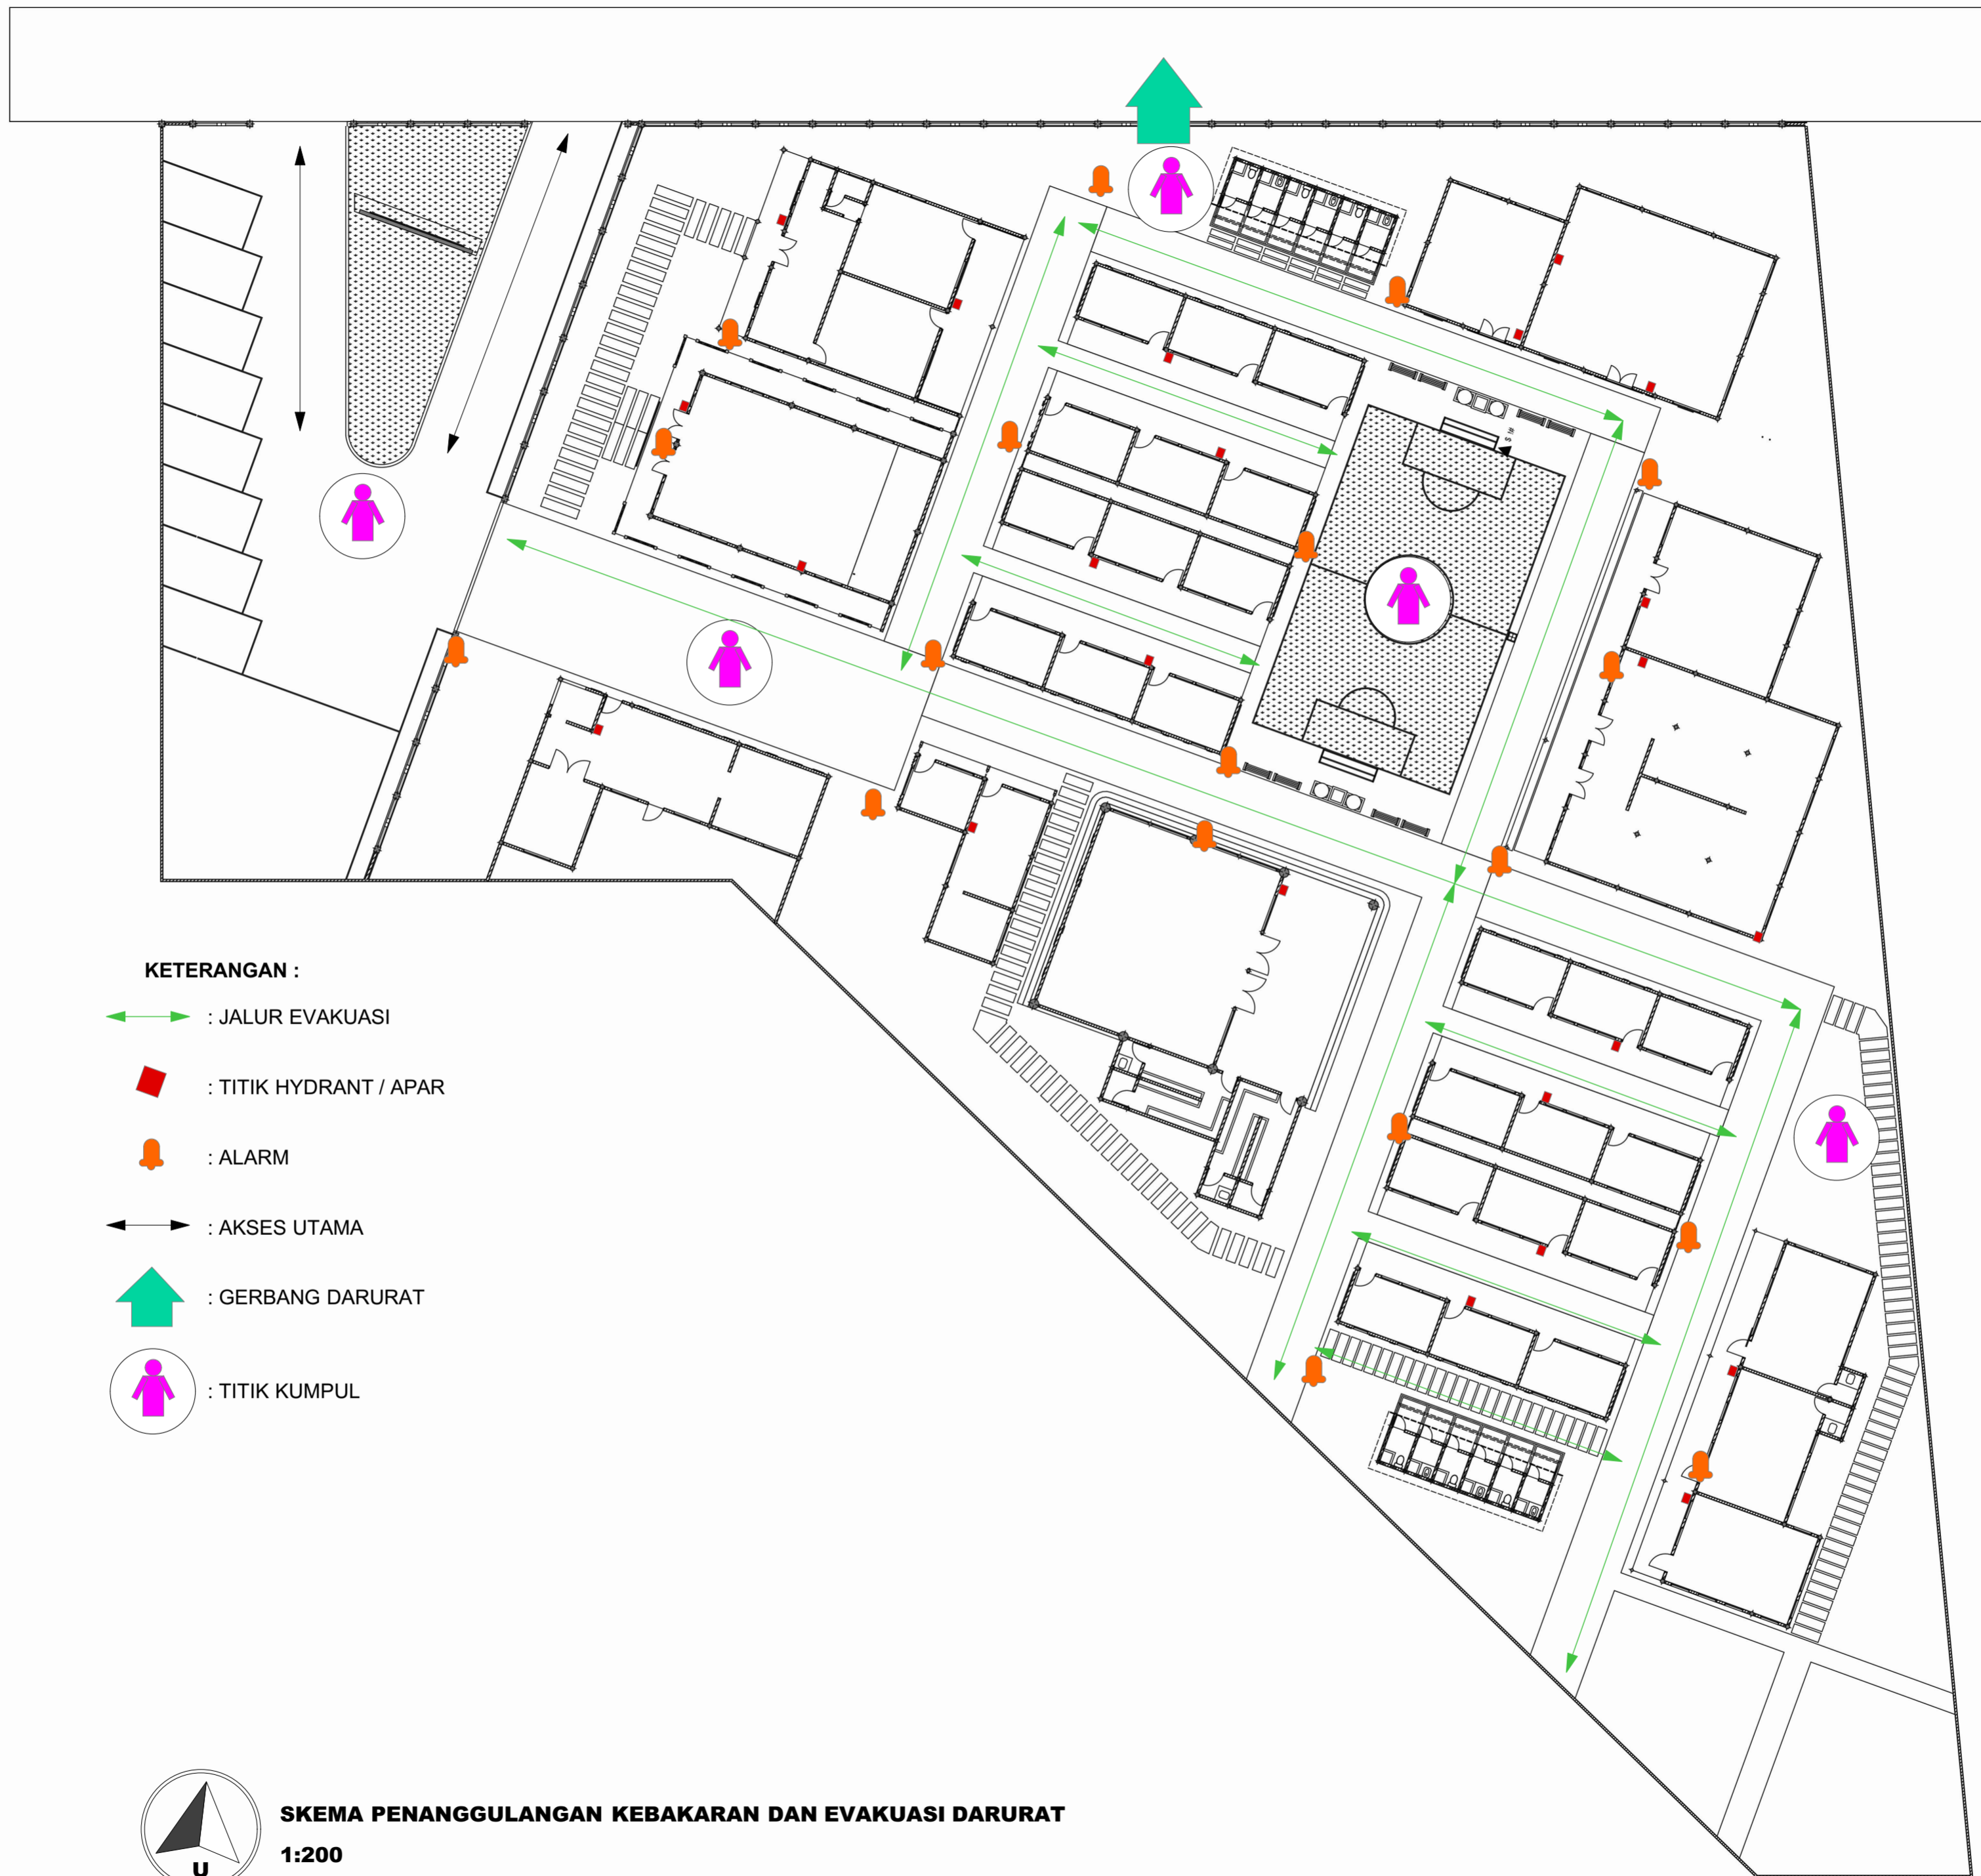 KETERANGAN :
: JALUR EVAKUASI
: TITIK HYDRANT / APAR
: ALARM
: AKSES UTAMA
: GERBANG DARURAT
: TITIK KUMPUL
SKEMA PENANGGULANGAN KEBAKARAN DAN EVAKUASI DARURAT
1:200
U